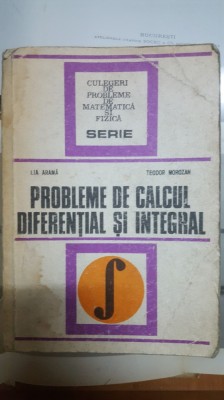 CULEGERI
DE
PROBLEME
DE
MATEMATICĂ
ȘI
FIZICĂ
SERIE
LIA ARAMĂ
TEODOR MOROZAN
PROBLEME DE CALCUL
DIFERENȚIAL ȘI INTEGRAL
∫